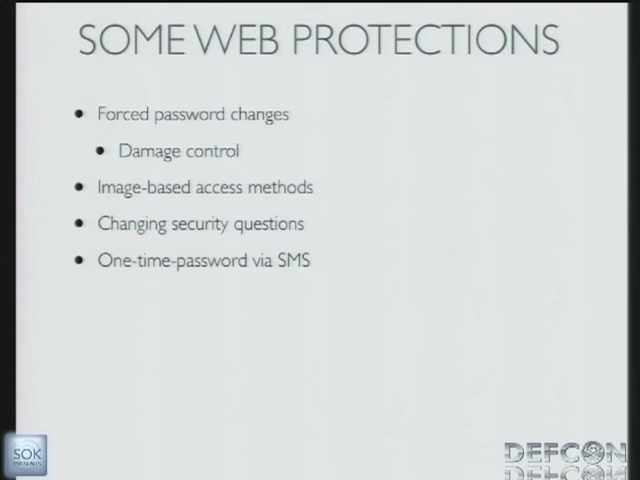 SOME WEB PROTECTIONS
• Forced password changes
• Damage control
• Image-based access methods
• Changing security questions
• One-time-password via SMS
SOK
PRESENTS
DEFCON